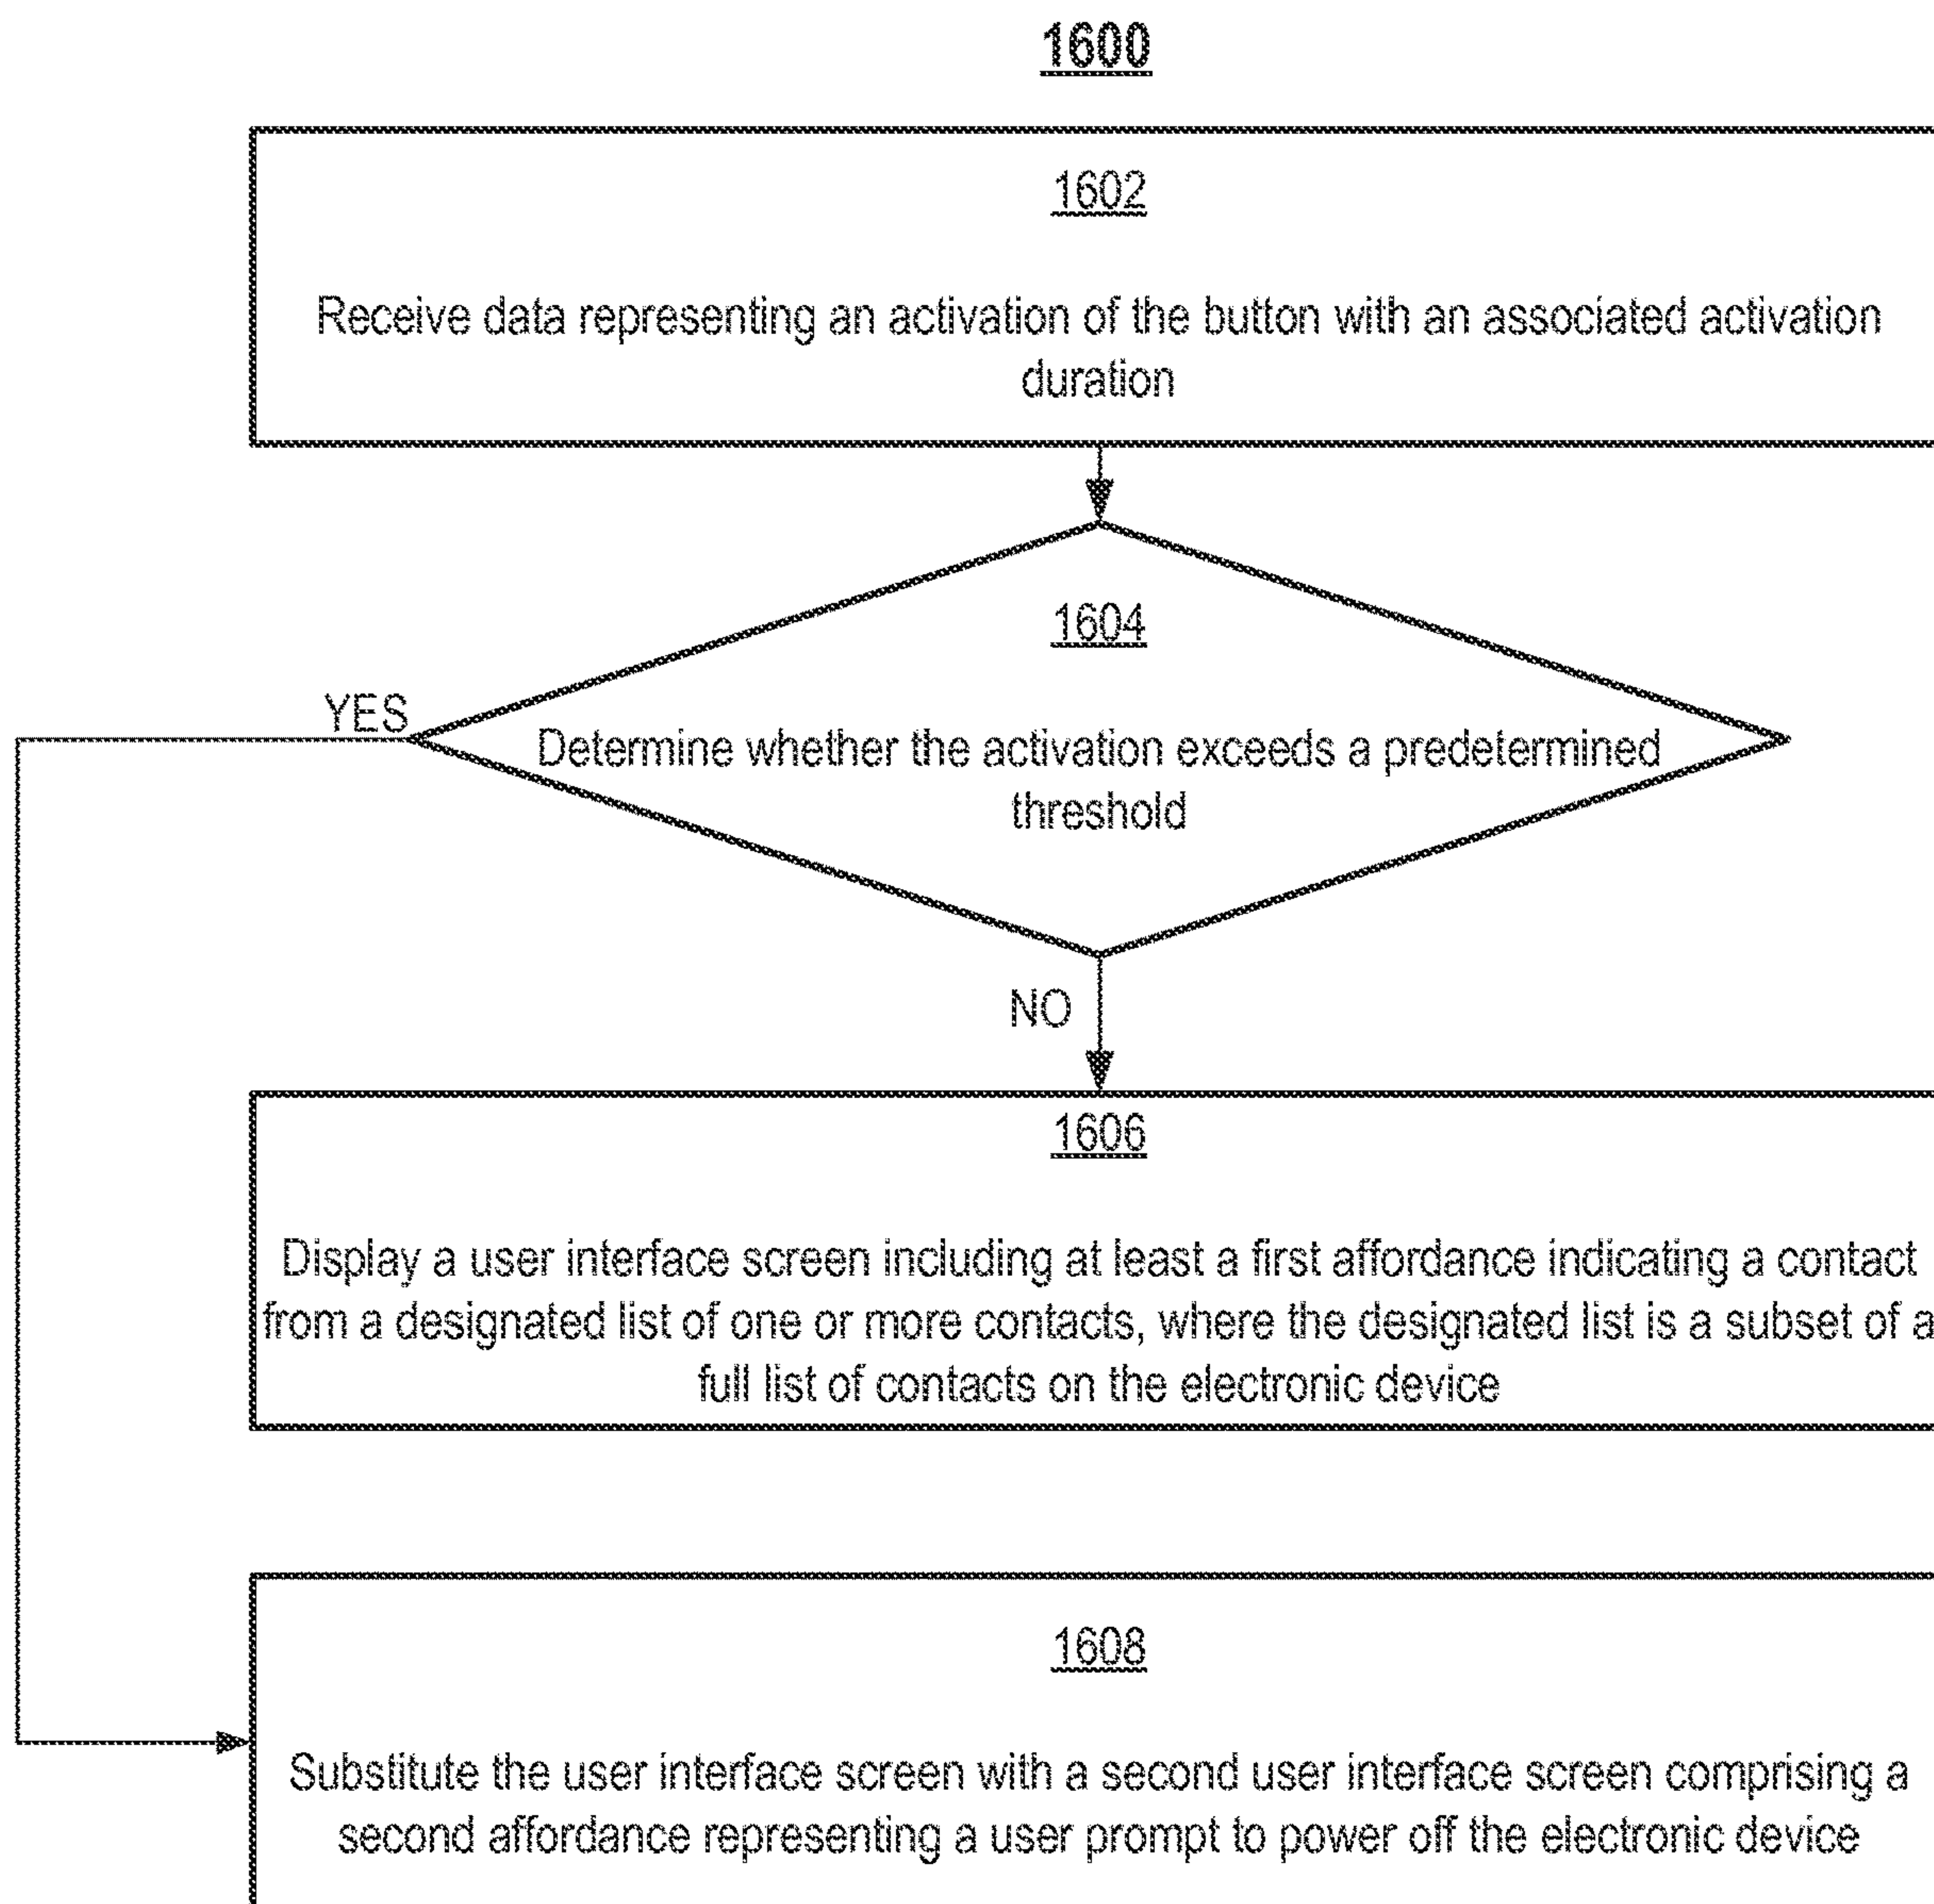 1600
1602
Receive data representing an activation of the button with an associated activation
duration
1604
YES
Determine whether the activation exceeds a predetermined
threshold
NO
1606
Display a user interface screen including at least a first affordance indicating a contact
from a designated list of one or more contacts, where the designated list is a subset of a
full list of contacts on the electronic device
1608
Substitute the user interface screen with a second user interface screen comprising a
second affordance representing a user prompt to power off the electronic device